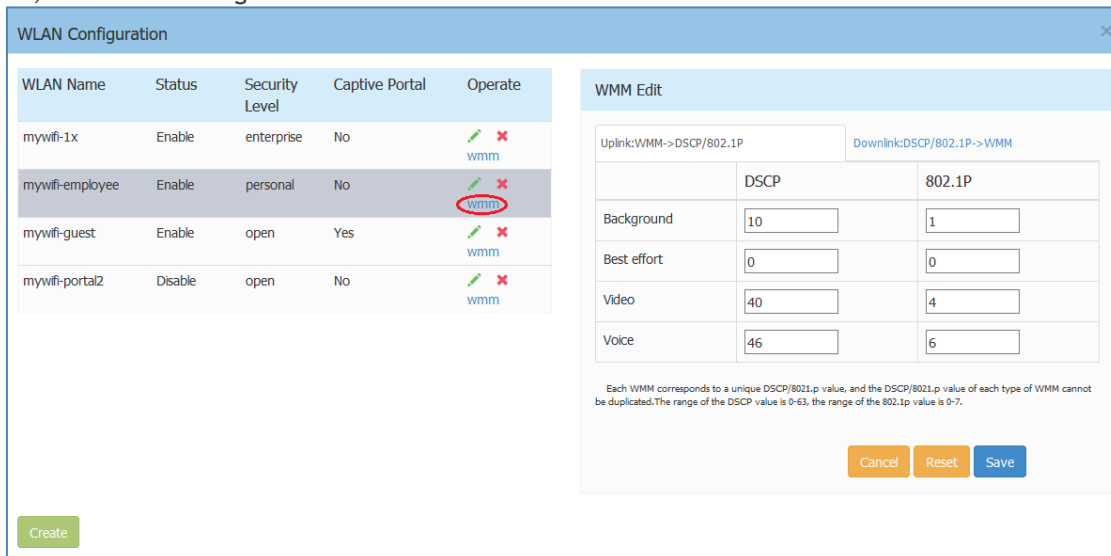 WLAN Configuration ×
WLAN Name Status Security Level Captive Portal Operate
mywifi-1x Enable enterprise No
wmm
mywifi-employee Enable personal No
wmm
mywifi-guest Enable open Yes
wmm
mywifi-portal2 Disable open No
wmm
Create
WMM Edit
Uplink:WMM->DSCP/802.1P Downlink:DSCP/802.1P->WMM
DSCP 802.1P
Background 10 1
Best effort 0 0
Video 40 4
Voice 46 6
Each WMM corresponds to a unique DSCP/8021.p value, and the DSCP/8021.p value of each type of WMM cannot
be duplicated.The range of the DSCP value is 0-63, the range of the 802.1p value is 0-7.
Cancel Reset Save